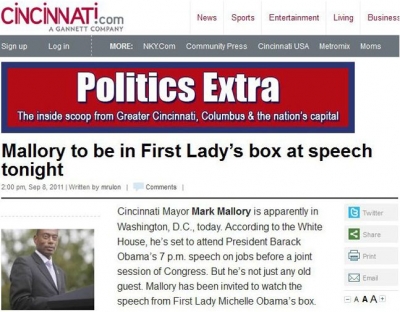 CiNCiNNATi.com
A GANNETT COMPANY
News Sports Entertainment Living Business
Sign up Log in MORE: NKY.Com Community Press Cincinnati USA Metromix Moms
Politics Extra
The inside scoop from Greater Cincinnati, Columbus & the nation's capital
Mallory to be in First Lady's box at speech
tonight
2:00 pm, Sep 8, 2011 | Written by mrulon | Comments |
Cincinnati Mayor Mark Mallory is apparently in
Washington, D.C., today. According to the White
House, he's set to attend President Barack
Obama's 7 p.m. speech on jobs before a joint
session of Congress. But he's not just any old
guest. Mallory has been invited to watch the
speech from First Lady Michelle Obama's box.
Twitter
Share
Print
Email
A A A